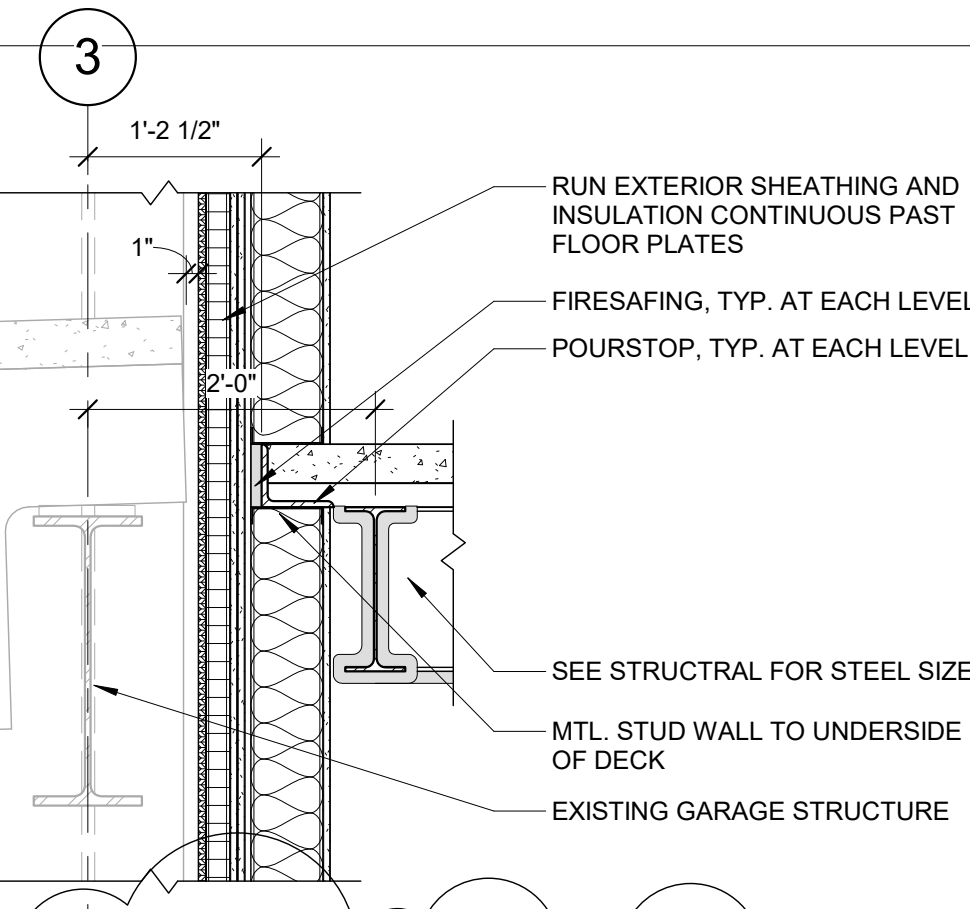 3
1'-2 1/2"
RUN EXTERIOR SHEATHING AND
INSULATION CONTINUOUS PAST
FLOOR PLATES
1"
FIRESAFING, TYP. AT EACH LEVEL
POURSTOP, TYP. AT EACH LEVEL
2'-0"
SEE STRUCTRAL FOR STEEL SIZE
MTL. STUD WALL TO UNDERSIDE
OF DECK
EXISTING GARAGE STRUCTURE